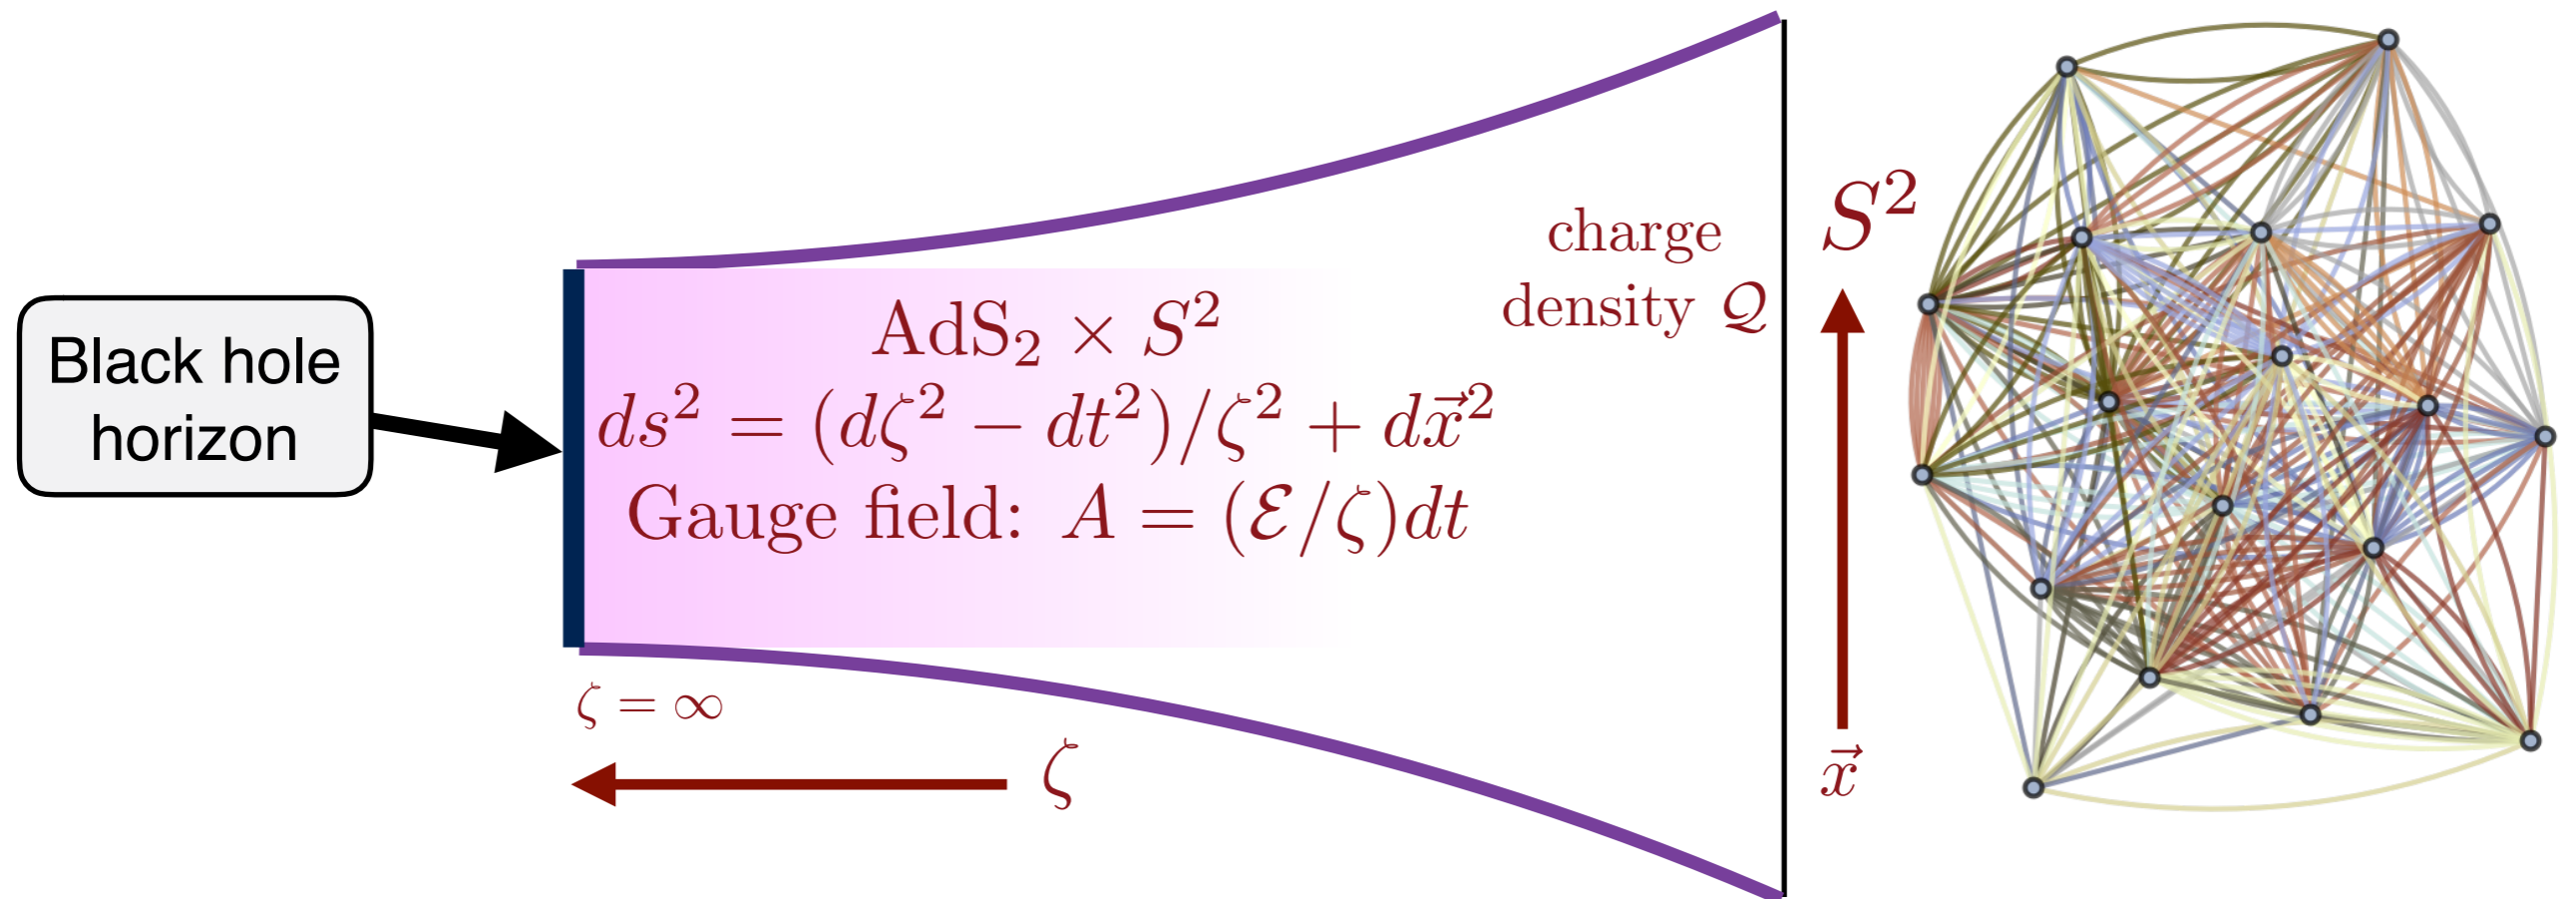 Black hole
horizon
AdS₂ × S²
ds² = (dζ² − dt²)/ζ² + dx⃗²
Gauge field: A = (ℰ/ζ)dt
ζ = ∞
ζ
charge
density 𝒬
S²
x⃗